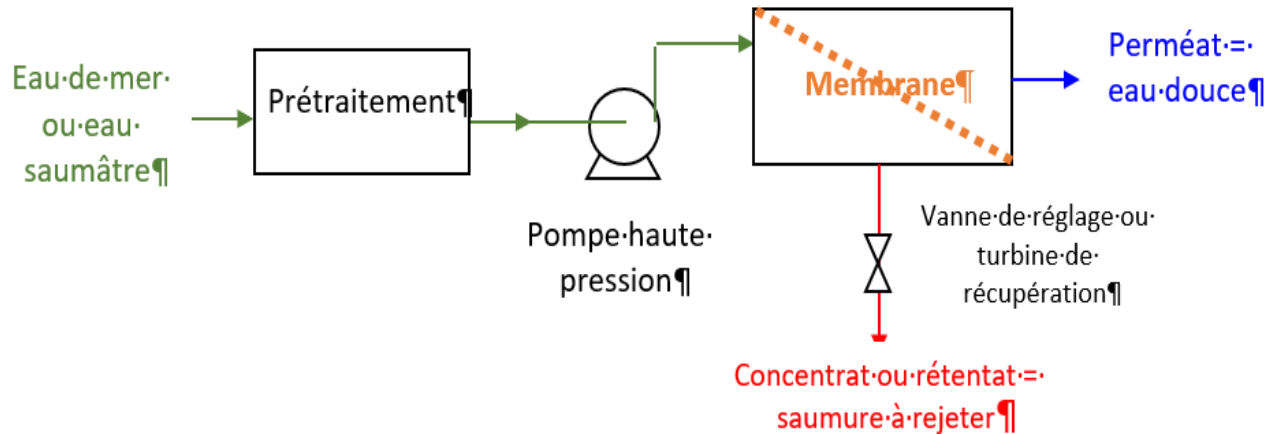 Eau·de·mer·
ou·eau·
saumâtre¶
Prétraitement¶
Pompe·haute·
pression¶
Membrane¶
Perméat·=·
eau·douce¶
Vanne·de·réglage·ou·
turbine·de·
récupération¶
Concentrat·ou·rétentat·=·
saumure·à·rejeter¶